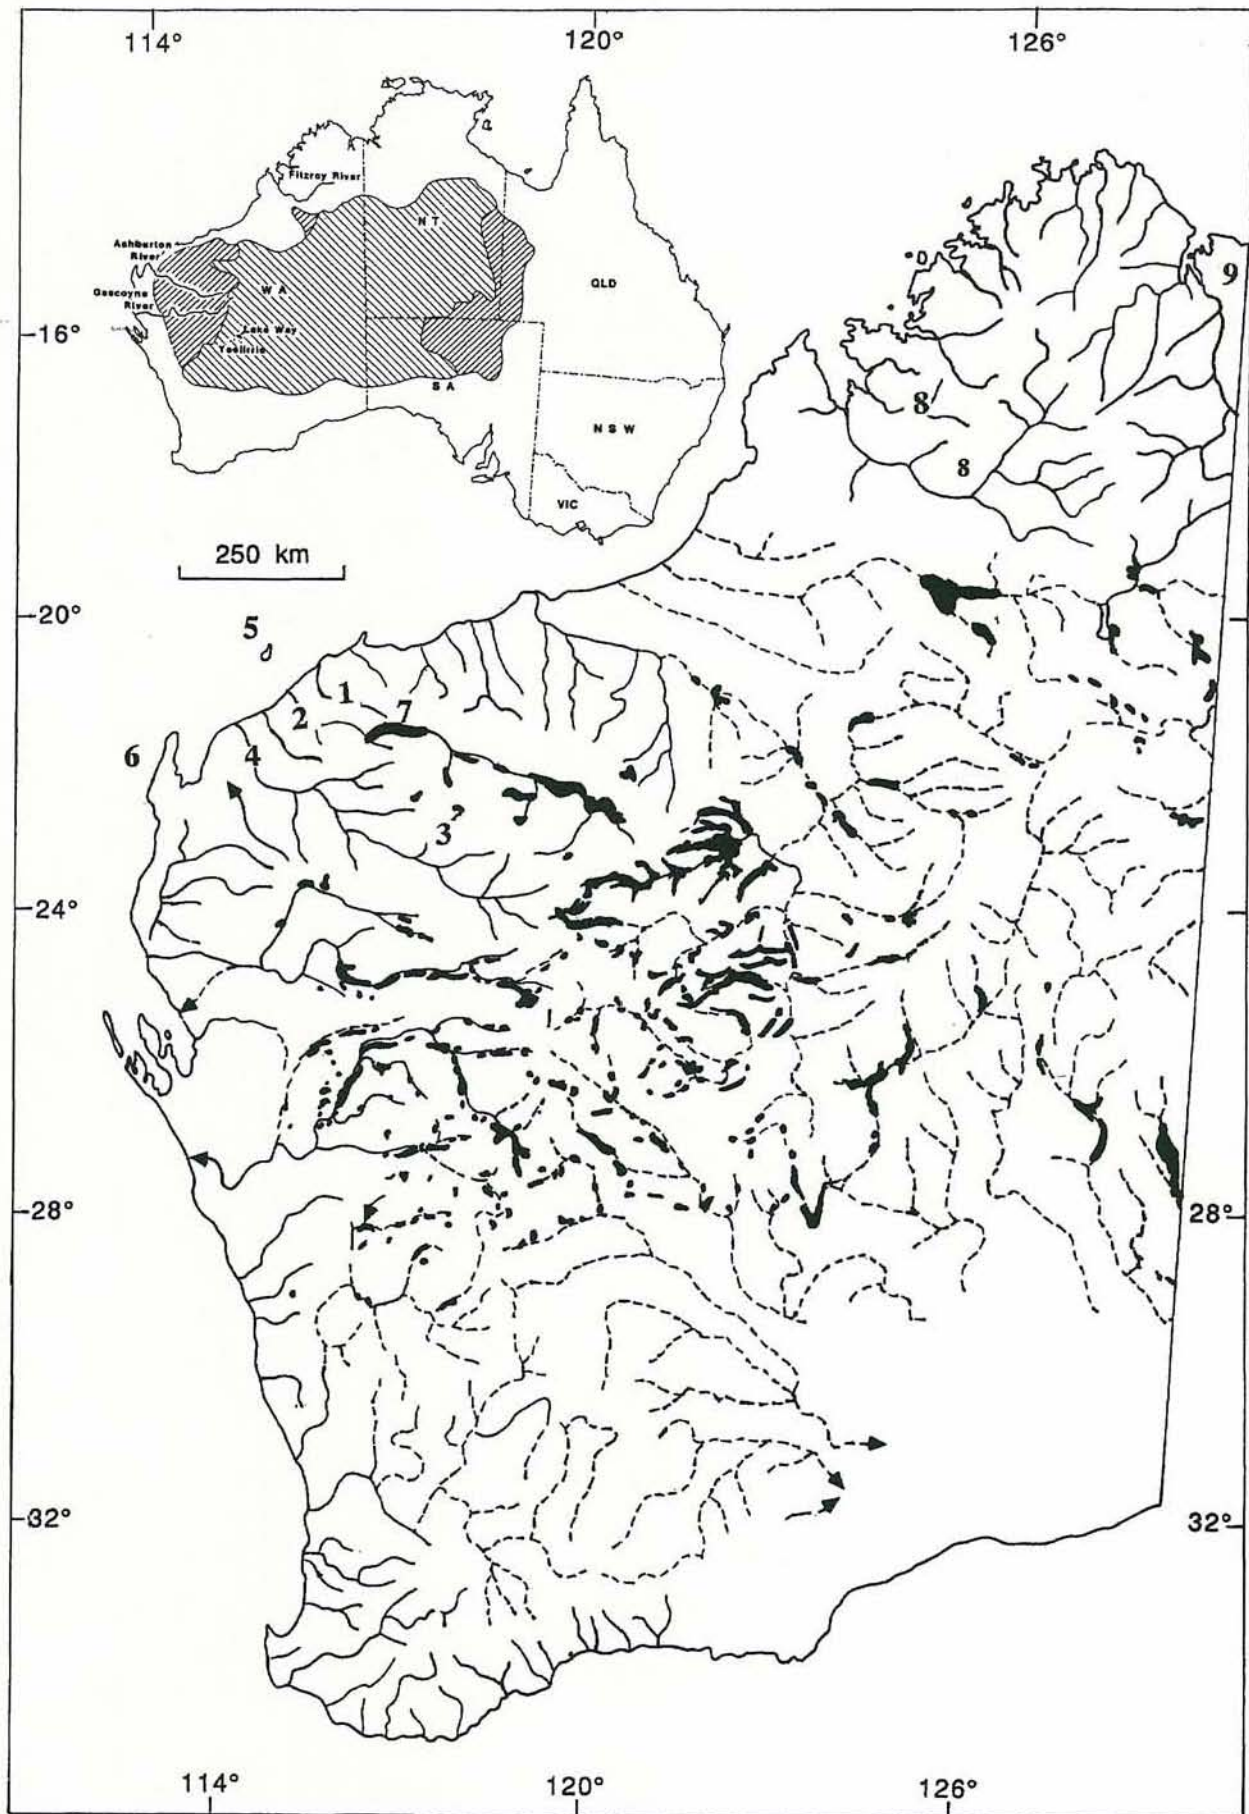 114° 120° 126°
Fitzroy River
N T
Ashburton
River
W A
QLD
Gascoyne
River
9
-16°
Lake Way
Yeelirrie
S A
8
N S W
8
VIC
250 km
-20°
5
1
7
2
6
4
3
-24°
-28° 28°-
-32° 32°-
114° 120° 126°